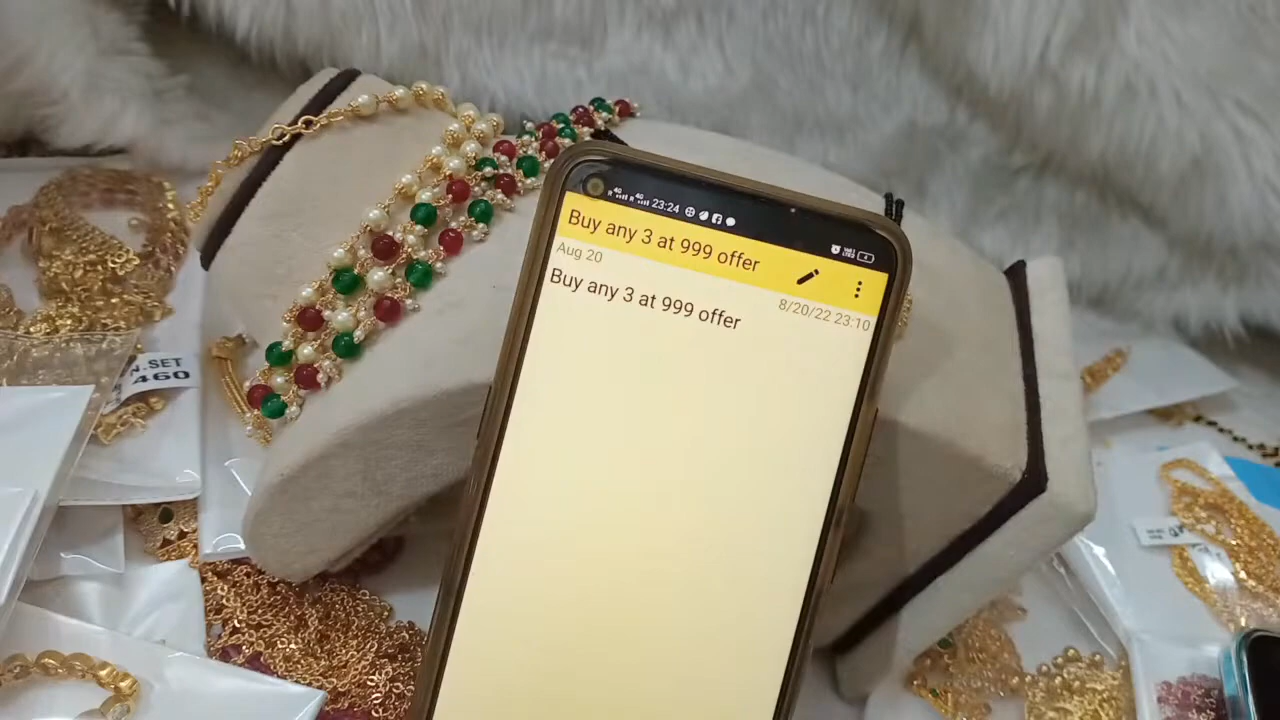 23:24
Buy any 3 at 999 offer
Aug 20
8/20/22 23:10
Buy any 3 at 999 offer
N.SET
460